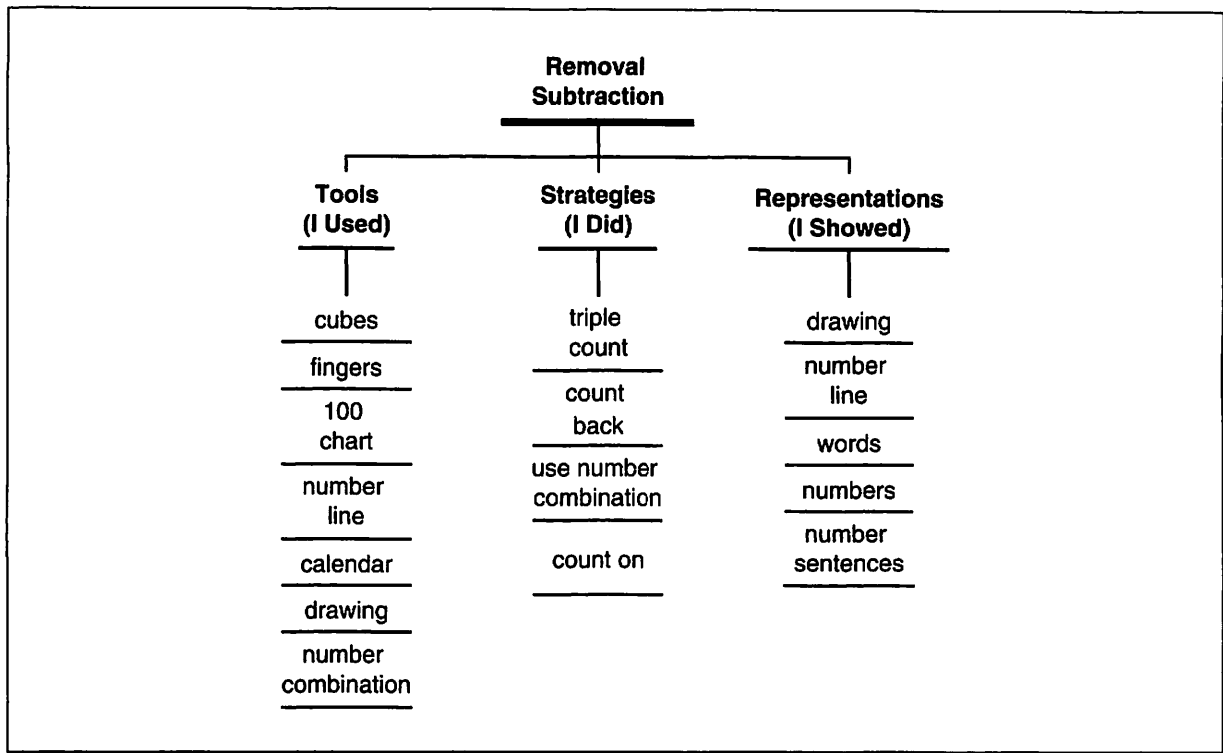 Removal
Subtraction
Tools
(I Used)
cubes
fingers
100
chart
number
line
calendar
drawing
number
combination
Strategies
(I Did)
triple
count
count
back
use number
combination
count on
Representations
(I Showed)
drawing
number
line
words
numbers
number
sentences